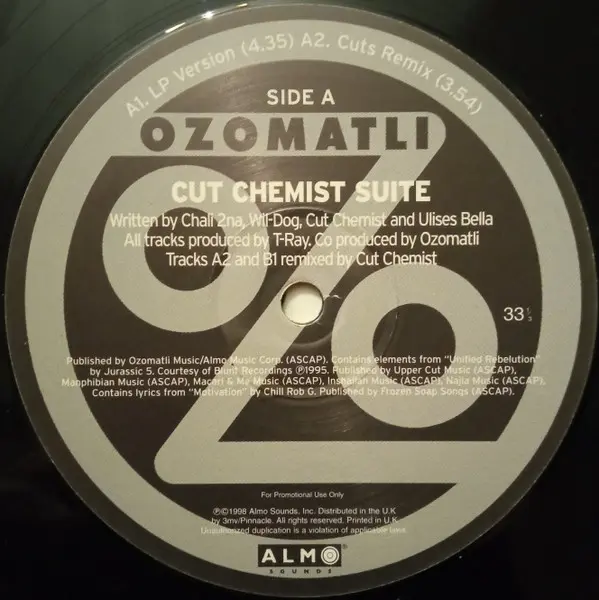 A1. LP Version (4.35) A2. Cuts Remix (3.54)
SIDE A
OZOMATLI
CUT CHEMIST SUITE
Written by Chali 2na, Wil-Dog, Cut Chemist and Ulises Bella
All tracks produced by T-Ray. Co produced by Ozomatli
Tracks A2 and B1 remixed by Cut Chemist
33 1/3
Published by Ozomatli Music/Almo Music Corp. (ASCAP). Contains elements from "Unified Rebelution"
by Jurassic 5. Courtesy of Blunt Recordings ℗1995. Published by Upper Cut Music (ASCAP),
Manphibian Music (ASCAP), Macari & Me Music (ASCAP), Inshallah Music (ASCAP), Najla Music (ASCAP),
Contains lyrics from "Motivation" by Chill Rob G. Published by Frozen Soap Songs (ASCAP).
For Promotional Use Only
℗©1998 Almo Sounds, Inc. Distributed in the U.K
by 3mv/Pinnacle. All rights reserved. Printed in U.K
Unauthorized duplication is a violation of applicable laws.
ALMO®
SOUNDS